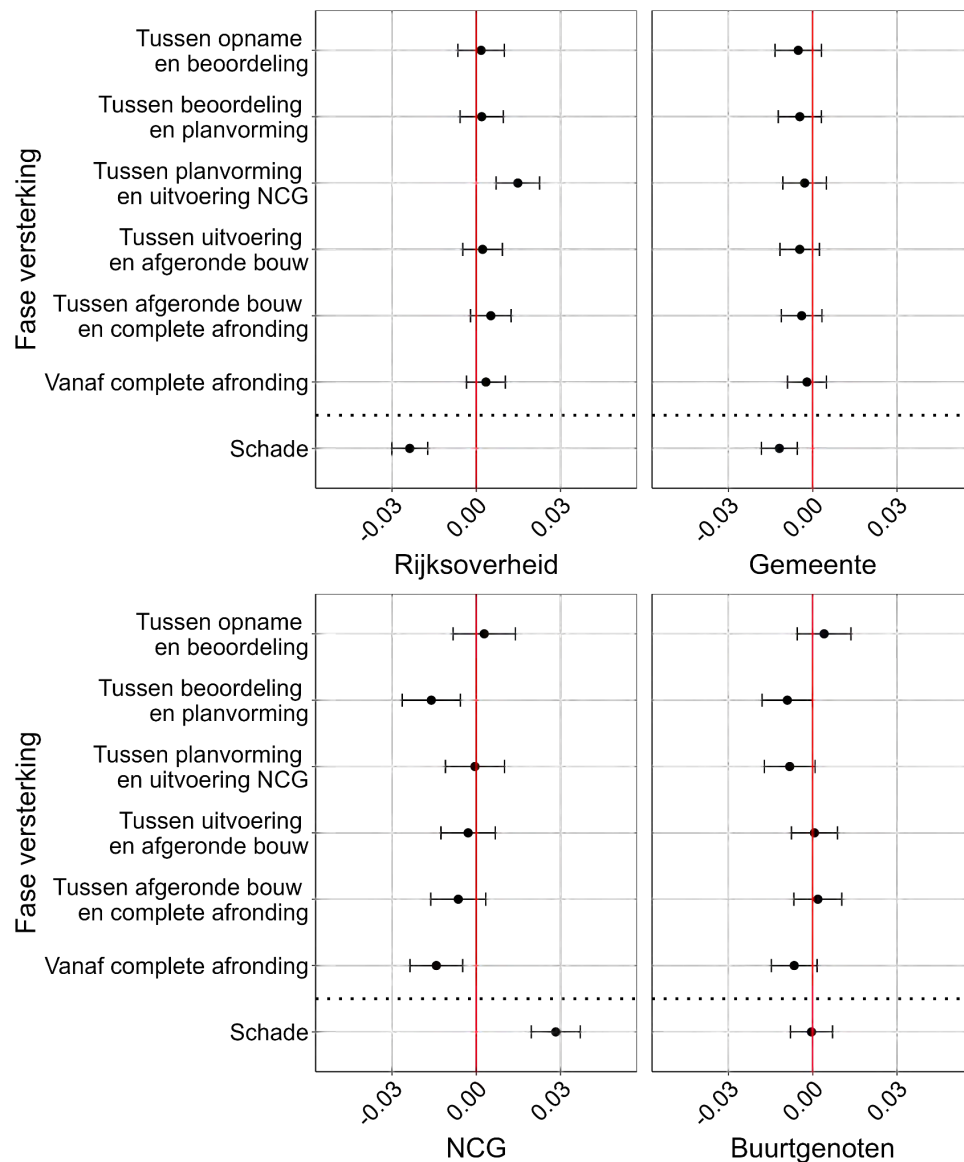 Fase versterking
Tussen opname
en beoordeling
Tussen beoordeling
en planvorming
Tussen planvorming
en uitvoering NCG
Tussen uitvoering
en afgeronde bouw
Tussen afgeronde bouw
en complete afronding
Vanaf complete afronding
Schade
-0.03
0.00
0.03
Rijksoverheid
-0.03
0.00
0.03
Gemeente
Fase versterking
Tussen opname
en beoordeling
Tussen beoordeling
en planvorming
Tussen planvorming
en uitvoering NCG
Tussen uitvoering
en afgeronde bouw
Tussen afgeronde bouw
en complete afronding
Vanaf complete afronding
Schade
-0.03
0.00
0.03
NCG
-0.03
0.00
0.03
Buurtgenoten